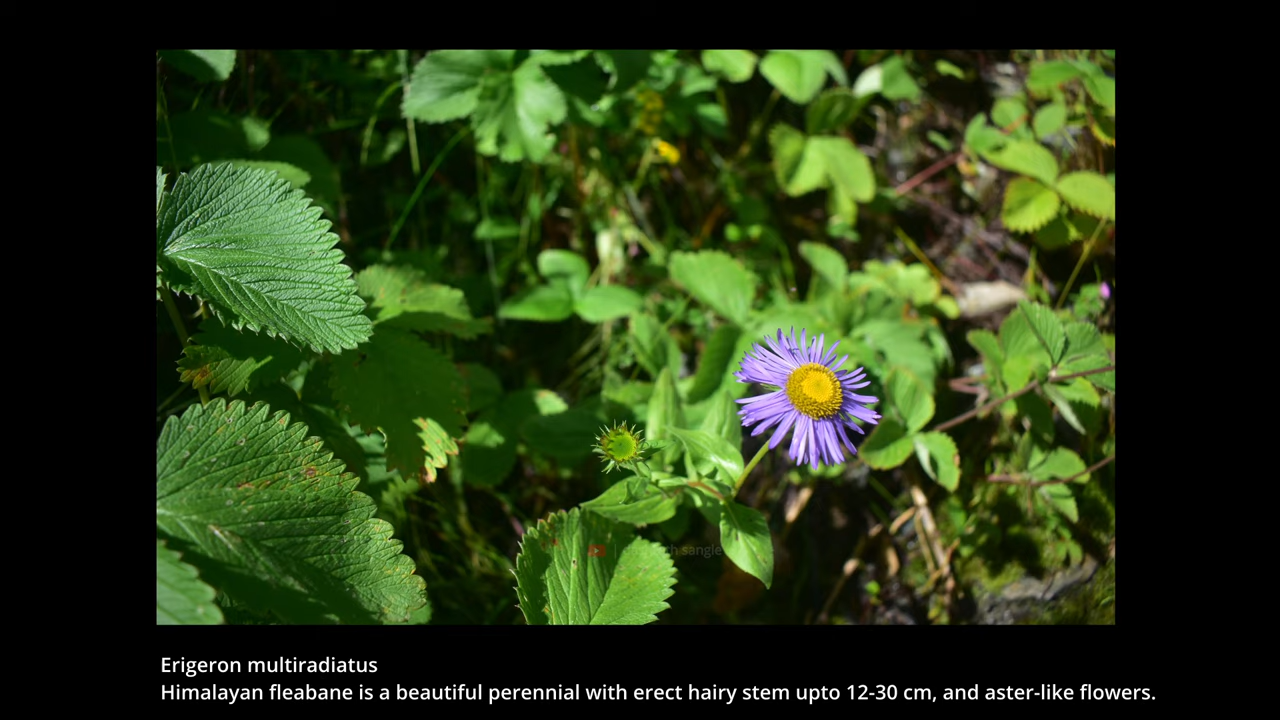 sangle
Erigeron multiradiatus
Himalayan fleabane is a beautiful perennial with erect hairy stem upto 12-30 cm, and aster-like flowers.